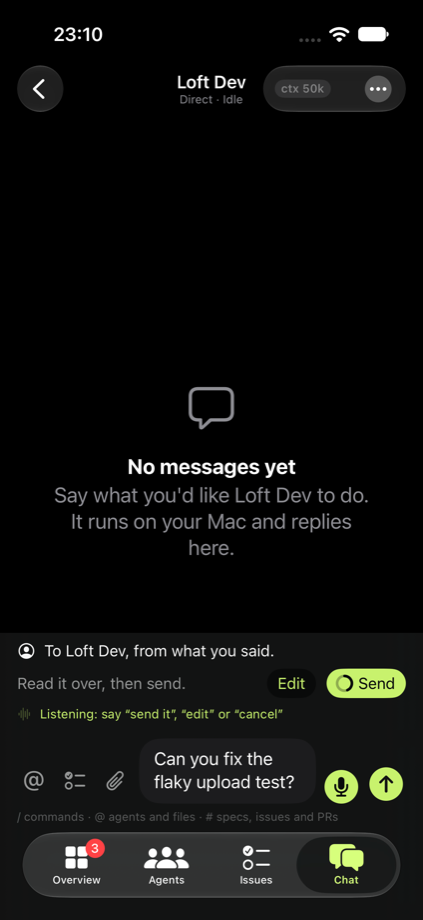 23:10
Loft Dev
Direct · Idle
ctx 50k
No messages yet
Say what you'd like Loft Dev to do.
It runs on your Mac and replies
here.
To Loft Dev, from what you said.
Read it over, then send.
Edit
Send
Listening: say “send it”, “edit” or “cancel”
Can you fix the
flaky upload test?
/ commands · @ agents and files · # specs, issues and PRs
3
Overview
Agents
Issues
Chat